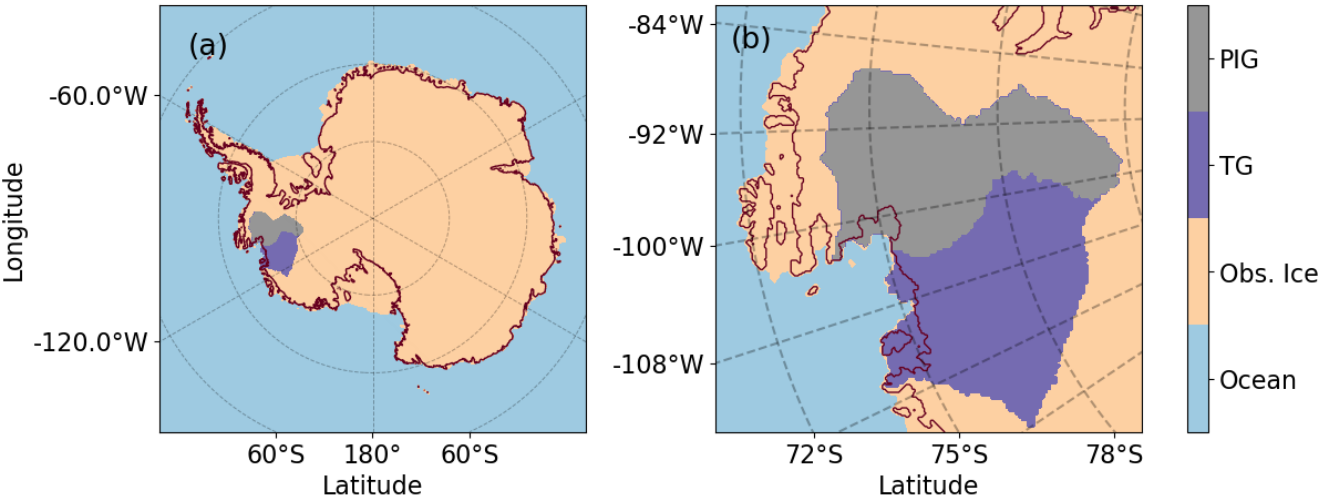 (a)
-60.0°W
-120.0°W
Longitude
60°S 180° 60°S
Latitude
(b)
-84°W
-92°W
-100°W
-108°W
72°S 75°S 78°S
Latitude
PIG
TG
Obs. Ice
Ocean